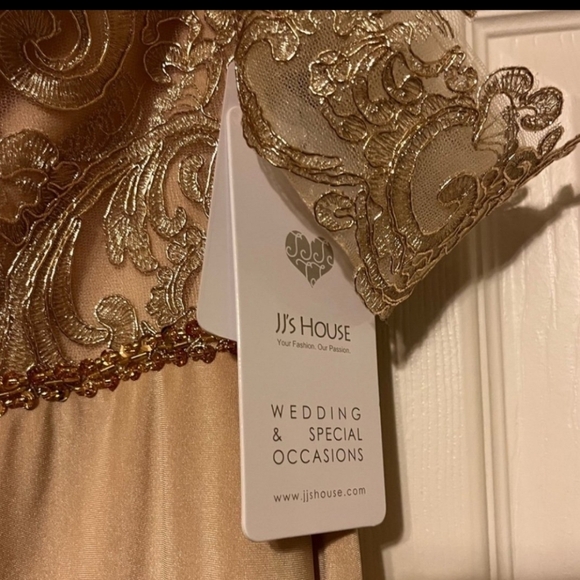 JJ's HOUSE
Your Fashion. Our Passion.
WEDDING
& SPECIAL
OCCASIONS
www.jjshouse.com